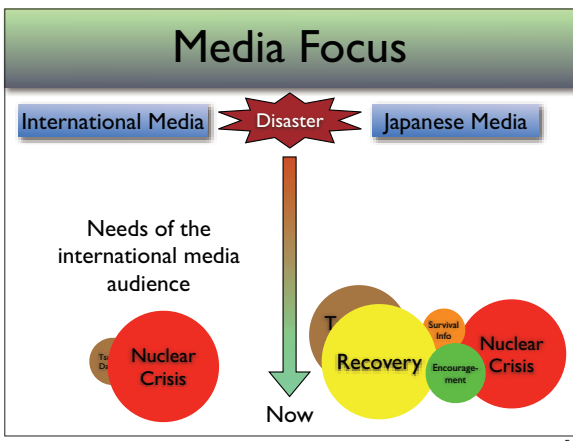 Media Focus
International Media
Disaster
Japanese Media
Needs of the
international media
audience
Nuclear
Crisis
Recovery
Survival
Info
Encourage-
ment
Nuclear
Crisis
Now